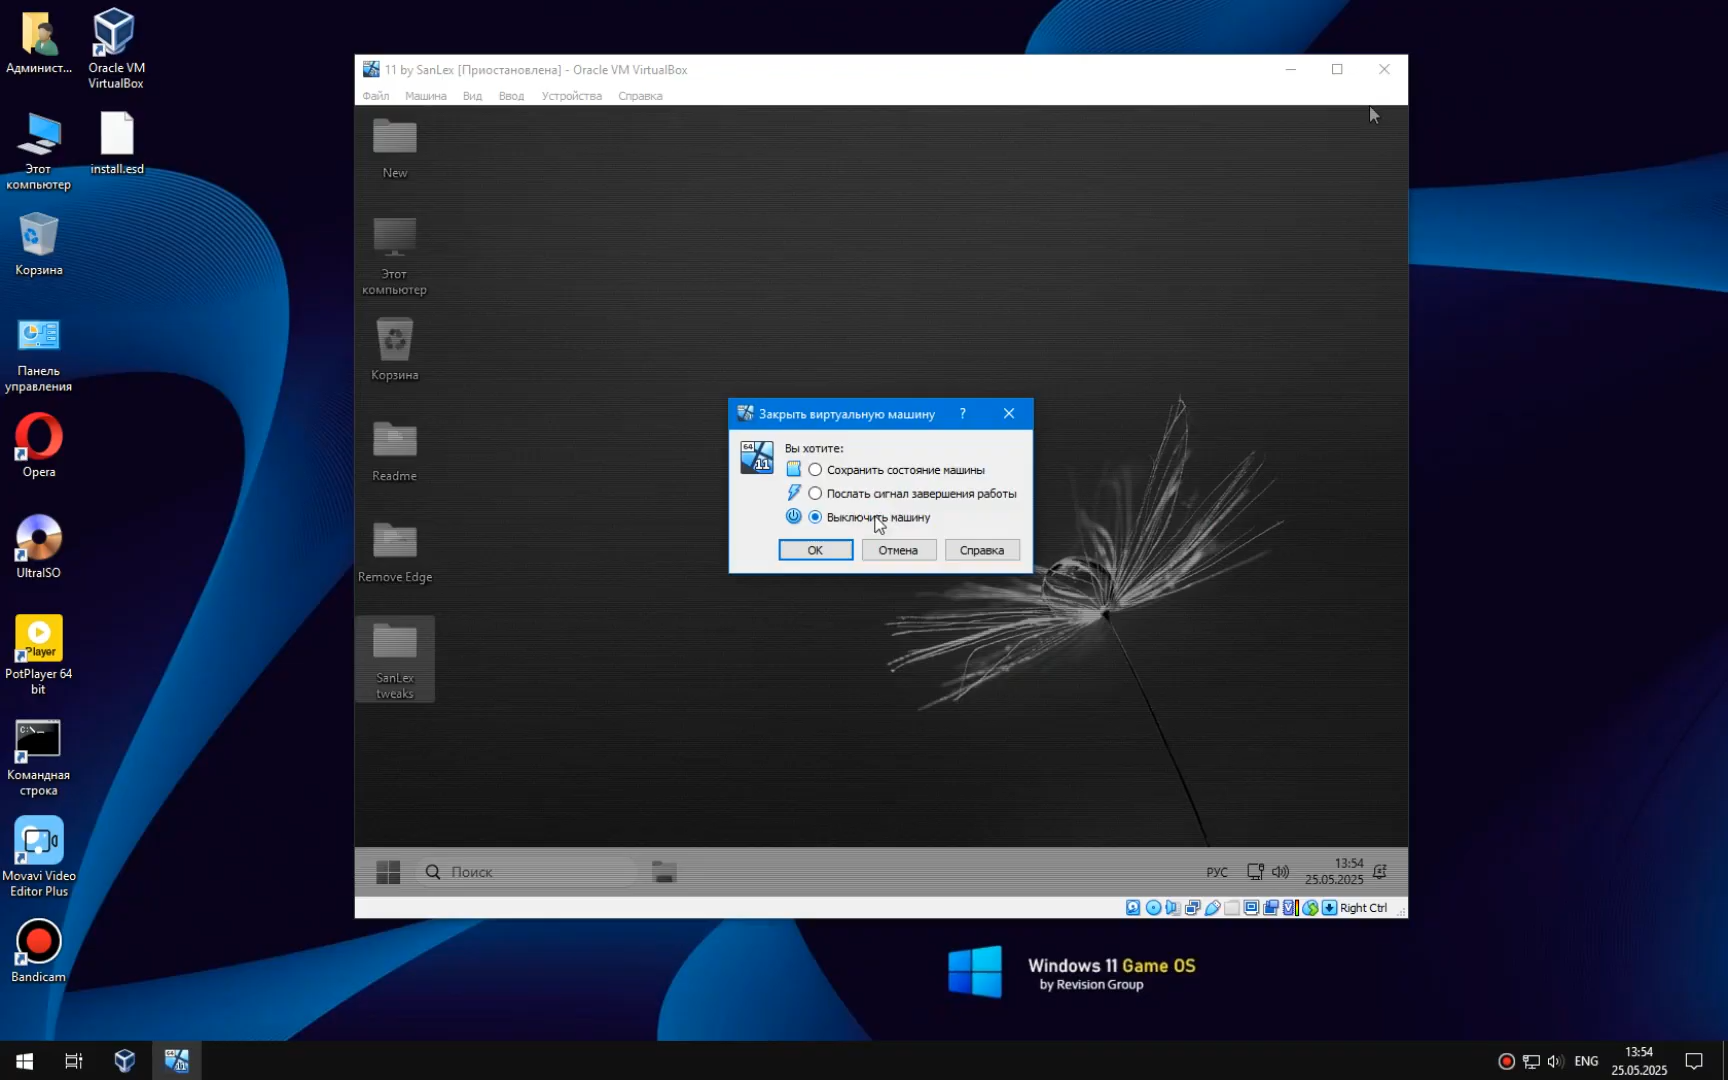 Админист...
Oracle VM
VirtualBox
Этот
компьютер
install.esd
Корзина
Панель
управления
Opera
UltraISO
Player
PotPlayer 64
bit
C:\
Командная
строка
Movavi Video
Editor Plus
Bandicam
11 by SanLex [Приостановлена] - Oracle VM VirtualBox
Файл Машина Вид Ввод Устройства Справка
New
Этот
компьютер
Корзина
Readme
Remove Edge
SanLex
tweaks
Закрыть виртуальную машину ?
64
11
Вы хотите:
Сохранить состояние машины
Послать сигнал завершения работы
Выключить машину
OK Отмена Справка
Поиск
РУС
13:54
25.05.2025
Right Ctrl
Windows 11 Game OS
by Revision Group
ENG
13:54
25.05.2025